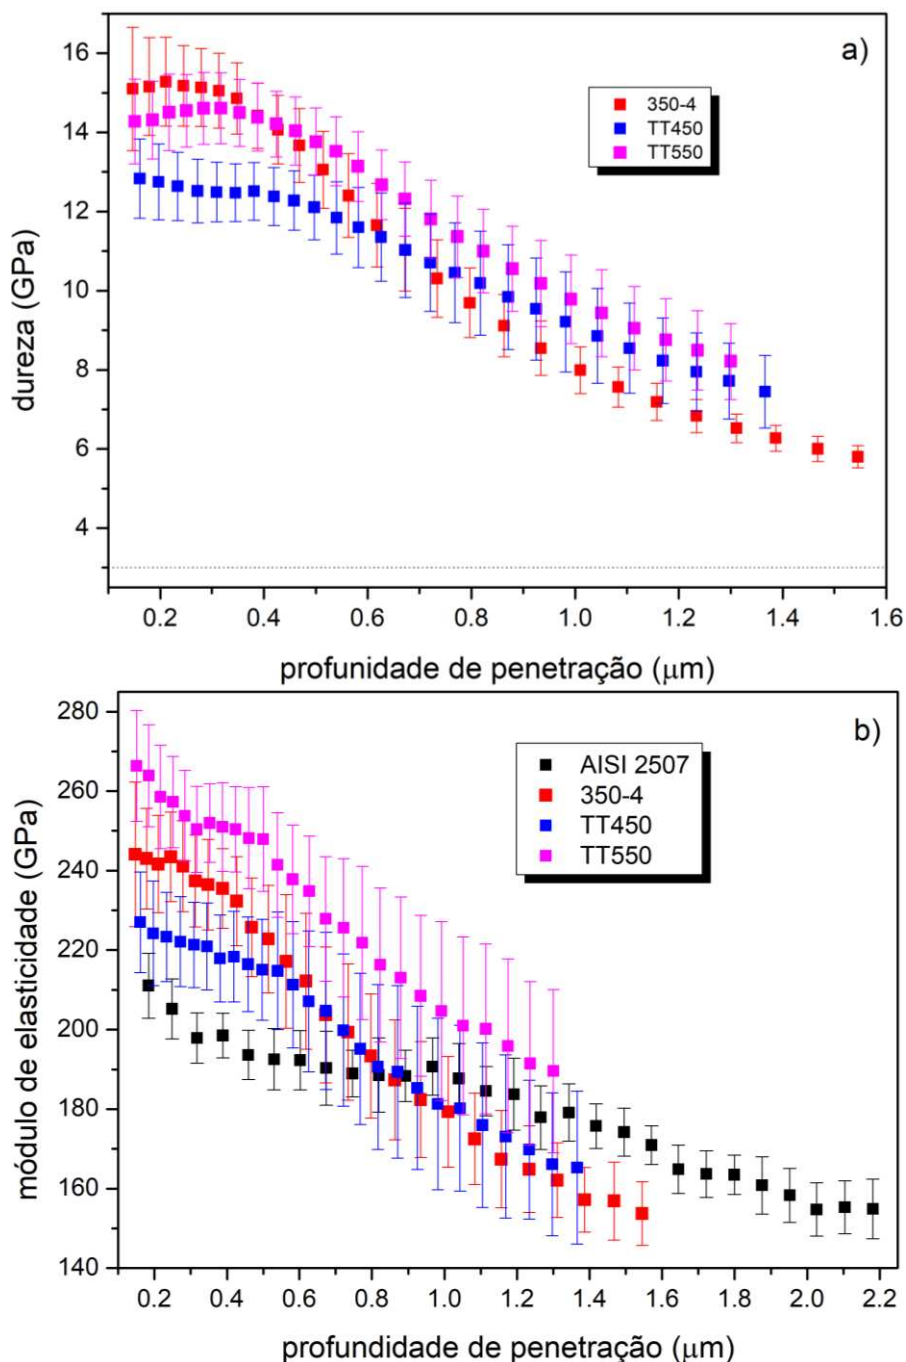 a)
350-4
TT450
TT550
16
14
12
10
8
6
4
dureza (GPa)
0.2 0.4 0.6 0.8 1.0 1.2 1.4 1.6
profunidade de penetração (μm)
b)
AISI 2507
350-4
TT450
TT550
280
260
240
220
200
180
160
140
módulo de elasticidade (GPa)
0.2 0.4 0.6 0.8 1.0 1.2 1.4 1.6 1.8 2.0 2.2
profundidade de penetração (μm)